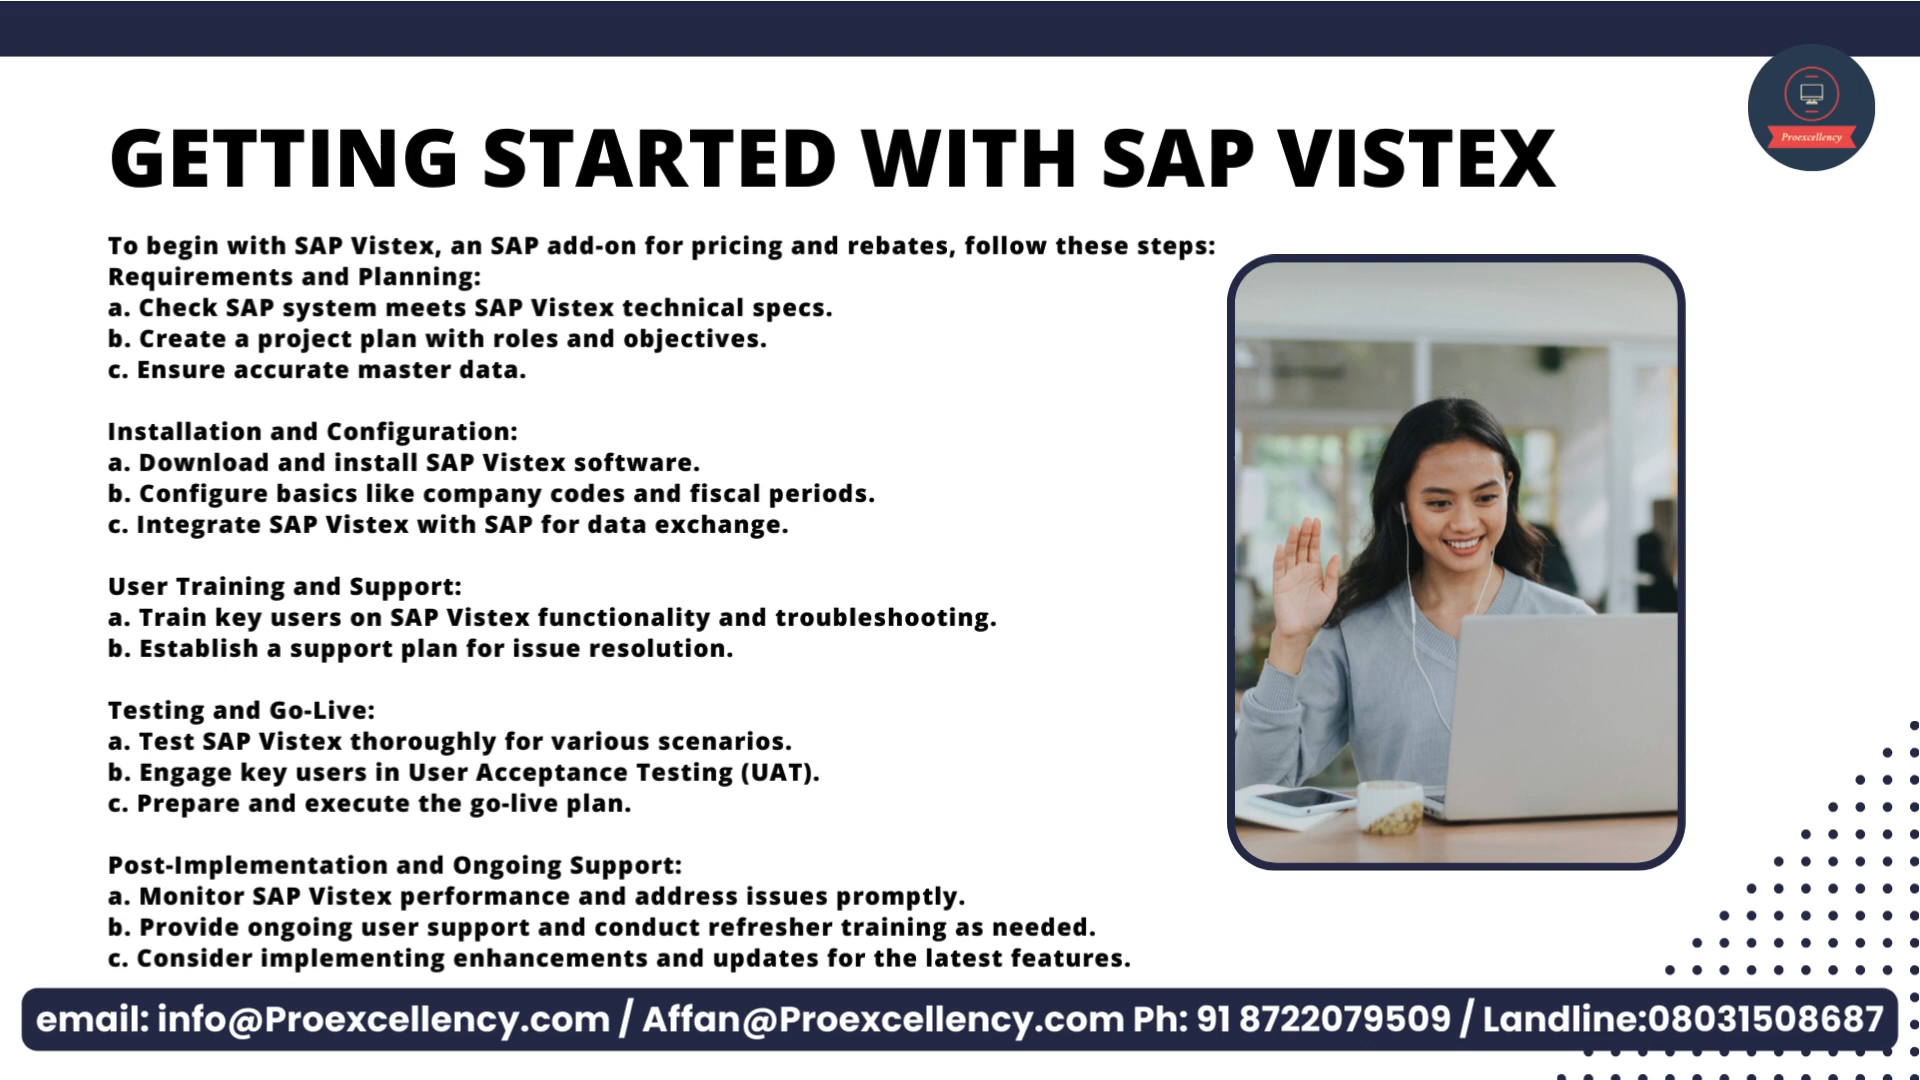 Proexcellency
GETTING STARTED WITH SAP VISTEX
To begin with SAP Vistex, an SAP add-on for pricing and rebates, follow these steps:
Requirements and Planning:
a. Check SAP system meets SAP Vistex technical specs.
b. Create a project plan with roles and objectives.
c. Ensure accurate master data.
Installation and Configuration:
a. Download and install SAP Vistex software.
b. Configure basics like company codes and fiscal periods.
c. Integrate SAP Vistex with SAP for data exchange.
User Training and Support:
a. Train key users on SAP Vistex functionality and troubleshooting.
b. Establish a support plan for issue resolution.
Testing and Go-Live:
a. Test SAP Vistex thoroughly for various scenarios.
b. Engage key users in User Acceptance Testing (UAT).
c. Prepare and execute the go-live plan.
Post-Implementation and Ongoing Support:
a. Monitor SAP Vistex performance and address issues promptly.
b. Provide ongoing user support and conduct refresher training as needed.
c. Consider implementing enhancements and updates for the latest features.
email: info@Proexcellency.com / Affan@Proexcellency.com Ph: 91 8722079509 / Landline:08031508687